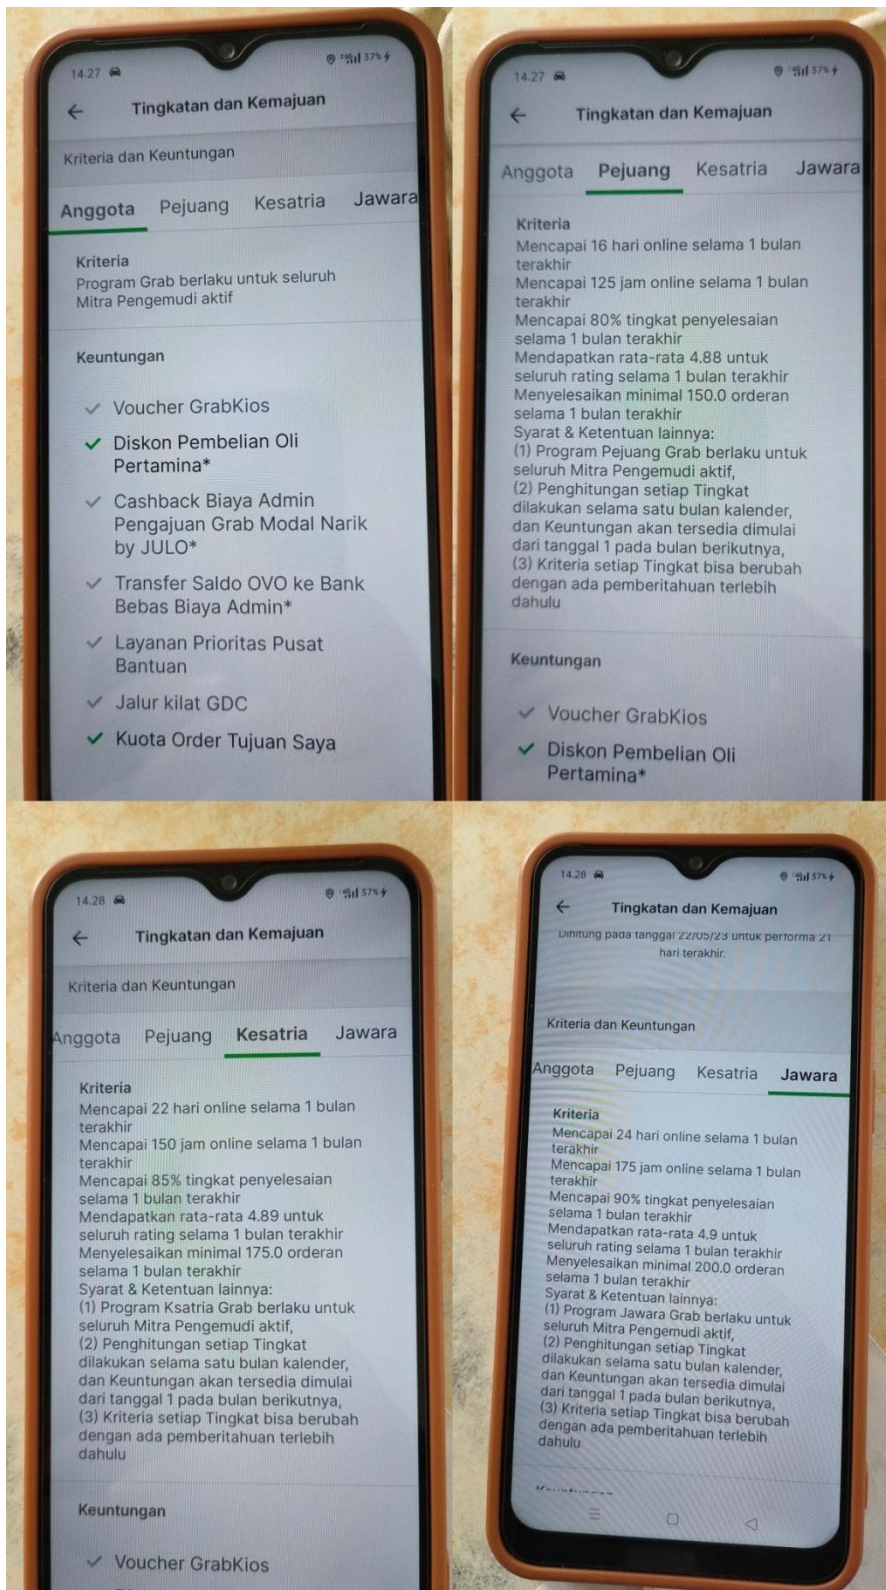 14.27
37%
Tingkatan dan Kemajuan
Kriteria dan Keuntungan
Anggota Pejuang Kesatria Jawara
Kriteria
Program Grab berlaku untuk seluruh
Mitra Pengemudi aktif
Keuntungan
Voucher GrabKios
Diskon Pembelian Oli
Pertamina*
Cashback Biaya Admin
Pengajuan Grab Modal Narik
by JULO*
Transfer Saldo OVO ke Bank
Bebas Biaya Admin*
Layanan Prioritas Pusat
Bantuan
Jalur kilat GDC
Kuota Order Tujuan Saya
14.27
37%
Tingkatan dan Kemajuan
Anggota Pejuang Kesatria Jawara
Kriteria
Mencapai 16 hari online selama 1 bulan
terakhir
Mencapai 125 jam online selama 1 bulan
terakhir
Mencapai 80% tingkat penyelesaian
selama 1 bulan terakhir
Mendapatkan rata-rata 4.88 untuk
seluruh rating selama 1 bulan terakhir
Menyelesaikan minimal 150.0 orderan
selama 1 bulan terakhir
Syarat & Ketentuan lainnya:
(1) Program Pejuang Grab berlaku untuk
seluruh Mitra Pengemudi aktif,
(2) Penghitungan setiap Tingkat
dilakukan selama satu bulan kalender,
dan Keuntungan akan tersedia dimulai
dari tanggal 1 pada bulan berikutnya,
(3) Kriteria setiap Tingkat bisa berubah
dengan ada pemberitahuan terlebih
dahulu
Keuntungan
Voucher GrabKios
Diskon Pembelian Oli
Pertamina*
14.28
37%
Tingkatan dan Kemajuan
Kriteria dan Keuntungan
Anggota Pejuang Kesatria Jawara
Kriteria
Mencapai 22 hari online selama 1 bulan
terakhir
Mencapai 150 jam online selama 1 bulan
terakhir
Mencapai 85% tingkat penyelesaian
selama 1 bulan terakhir
Mendapatkan rata-rata 4.89 untuk
seluruh rating selama 1 bulan terakhir
Menyelesaikan minimal 175.0 orderan
selama 1 bulan terakhir
Syarat & Ketentuan lainnya:
(1) Program Ksatria Grab berlaku untuk
seluruh Mitra Pengemudi aktif,
(2) Penghitungan setiap Tingkat
dilakukan selama satu bulan kalender,
dan Keuntungan akan tersedia dimulai
dari tanggal 1 pada bulan berikutnya,
(3) Kriteria setiap Tingkat bisa berubah
dengan ada pemberitahuan terlebih
dahulu
Keuntungan
Voucher GrabKios
14.28
37%
Tingkatan dan Kemajuan
Dihitung pada tanggal 22/05/23 untuk performa 21
hari terakhir.
Kriteria dan Keuntungan
Anggota Pejuang Kesatria Jawara
Kriteria
Mencapai 24 hari online selama 1 bulan
terakhir
Mencapai 175 jam online selama 1 bulan
terakhir
Mencapai 90% tingkat penyelesaian
selama 1 bulan terakhir
Mendapatkan rata-rata 4.9 untuk
seluruh rating selama 1 bulan terakhir
Menyelesaikan minimal 200.0 orderan
selama 1 bulan terakhir
Syarat & Ketentuan lainnya:
(1) Program Jawara Grab berlaku untuk
seluruh Mitra Pengemudi aktif,
(2) Penghitungan setiap Tingkat
dilakukan selama satu bulan kalender,
dan Keuntungan akan tersedia dimulai
dari tanggal 1 pada bulan berikutnya,
(3) Kriteria setiap Tingkat bisa berubah
dengan ada pemberitahuan terlebih
dahulu